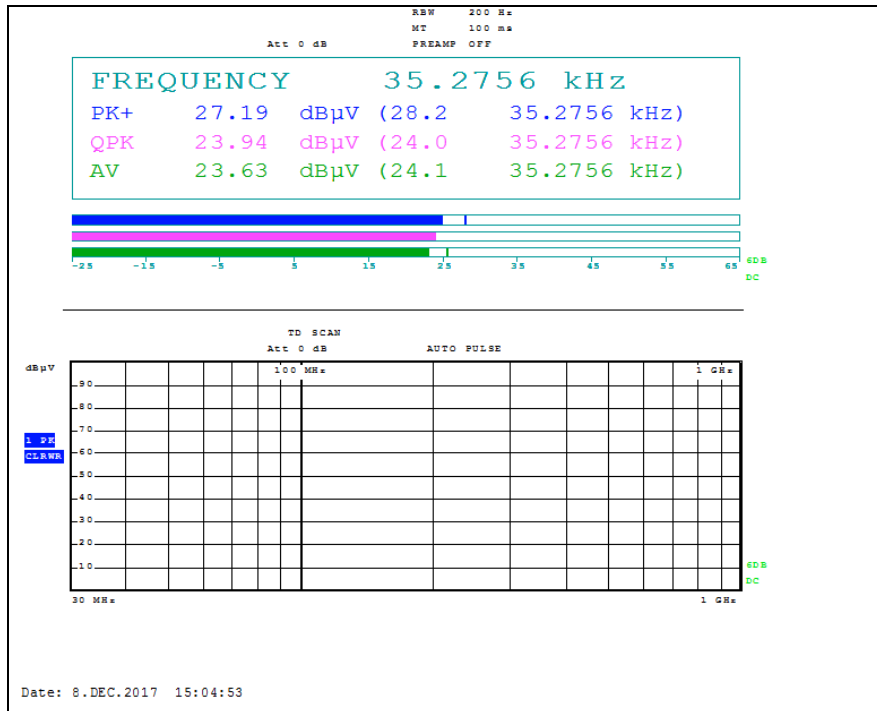 RBW 200 Hz
MT 100 ms
Att 0 dB PREAMP OFF
FREQUENCY 35.2756 kHz
PK+ 27.19 dBµV (28.2 35.2756 kHz)
QPK 23.94 dBµV (24.0 35.2756 kHz)
AV 23.63 dBµV (24.1 35.2756 kHz)
-25 -15 -5 5 15 25 35 45 55 65
6DB
DC
TD SCAN
Att 0 dB AUTO PULSE
dBµV
100 MHz 1 GHz
90
80
70
1 PK
CLRWR
60
50
40
30
20
10
6DB
DC
30 MHz 1 GHz
Date: 8.DEC.2017 15:04:53